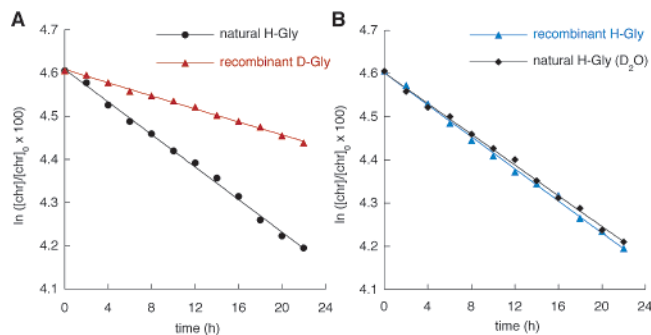 A
natural H-Gly
recombinant D-Gly
4.7
4.6
4.5
4.4
4.3
4.2
4.1
ln ([chr]/[chr]₀ x 100)
0 4 8 12 16 20 24
time (h)
B
recombinant H-Gly
natural H-Gly (D₂O)
4.7
4.6
4.5
4.4
4.3
4.2
4.1
ln ([chr]/[chr]₀ x 100)
0 4 8 12 16 20 24
time (h)